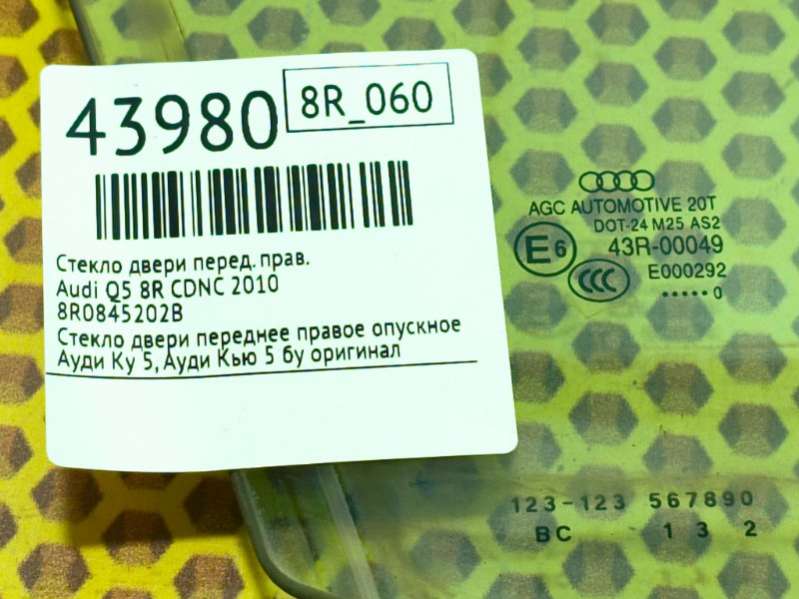 43980
8R_060
Стекло двери перед. прав.
Audi Q5 8R CDNC 2010
8R0845202B
Стекло двери переднее правое опускное
Ауди Ку 5, Ауди Кью 5 бу оригинал
AGC AUTOMOTIVE 20T
DOT-24 M25 AS2
E6 43R-00049
CCC E000292
••••• 0
123-123 567890
BC 1 3 2